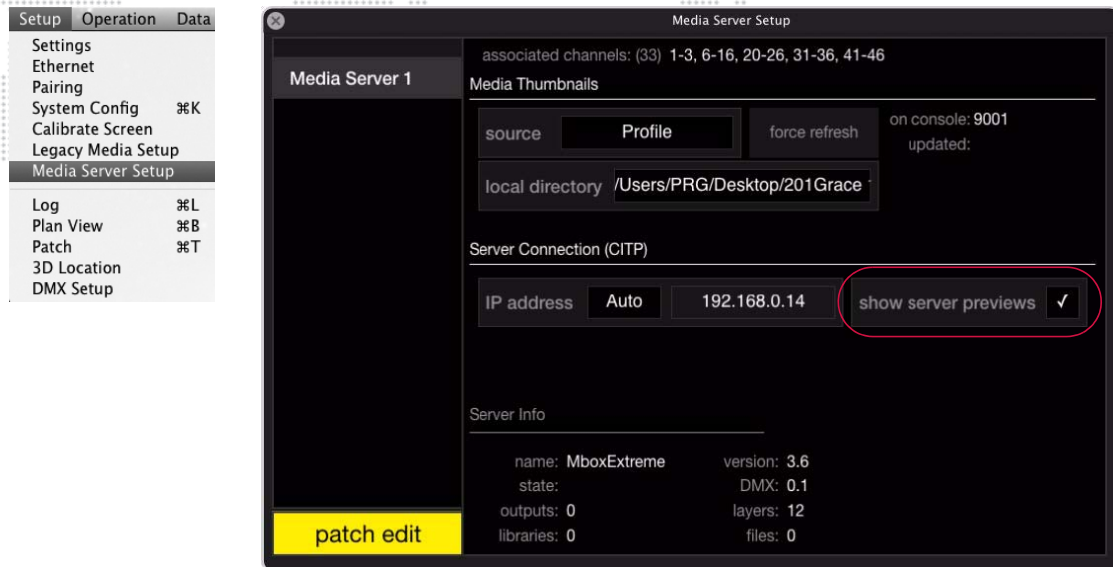 Setup Operation Data
Settings
Ethernet
Pairing
System Config ⌘K
Calibrate Screen
Legacy Media Setup
Media Server Setup
Log ⌘L
Plan View ⌘B
Patch ⌘T
3D Location
DMX Setup
Media Server Setup
Media Server 1
patch edit
associated channels: (33) 1-3, 6-16, 20-26, 31-36, 41-46
Media Thumbnails
source Profile force refresh
on console: 9001
updated:
local directory /Users/PRG/Desktop/201Grace
Server Connection (CITP)
IP address Auto 192.168.0.14 show server previews ✓
Server Info
name: MboxExtreme version: 3.6
state: DMX: 0.1
outputs: 0 layers: 12
libraries: 0 files: 0